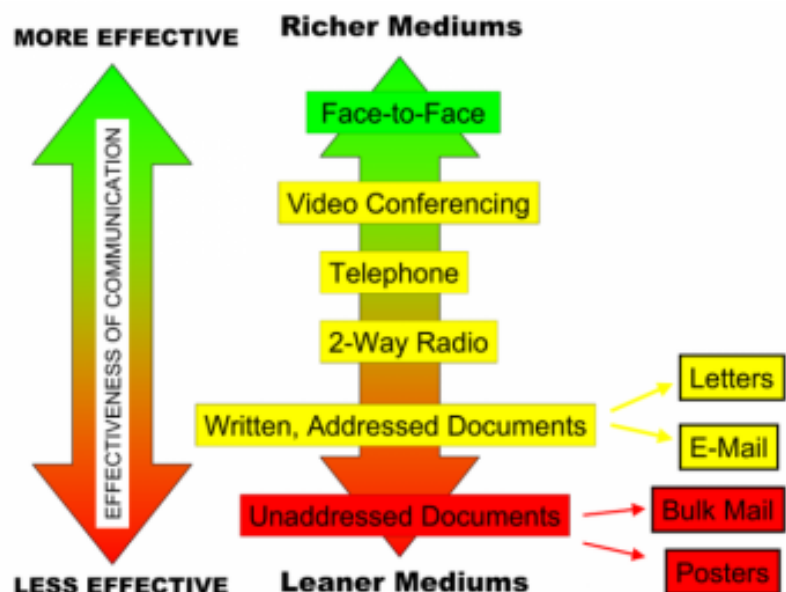 MORE EFFECTIVE
Richer Mediums
EFFECTIVENESS OF COMMUNICATION
Face-to-Face
Video Conferencing
Telephone
2-Way Radio
Written, Addressed Documents
Letters
E-Mail
Unaddressed Documents
Bulk Mail
Posters
LESS EFFECTIVE
Leaner Mediums